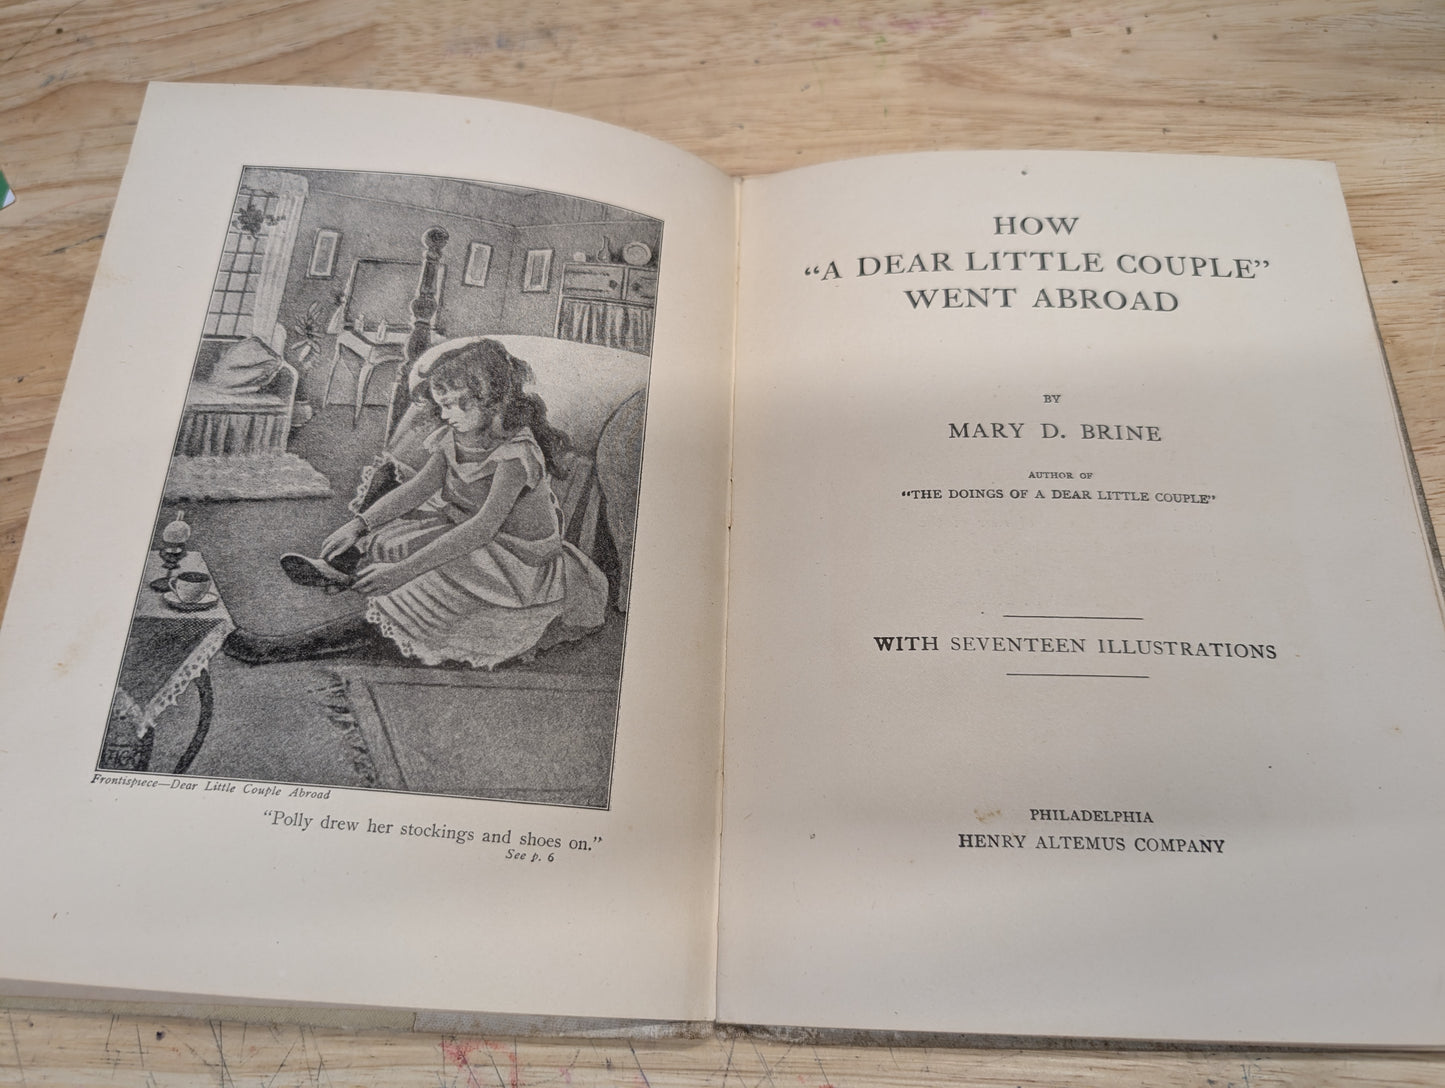 Frontispiece—Dear Little Couple Abroad
"Polly drew her stockings and shoes on."
See p. 6
HOW
"A DEAR LITTLE COUPLE"
WENT ABROAD
BY
MARY D. BRINE
AUTHOR OF
"THE DOINGS OF A DEAR LITTLE COUPLE"
WITH SEVENTEEN ILLUSTRATIONS
PHILADELPHIA
HENRY ALTEMUS COMPANY